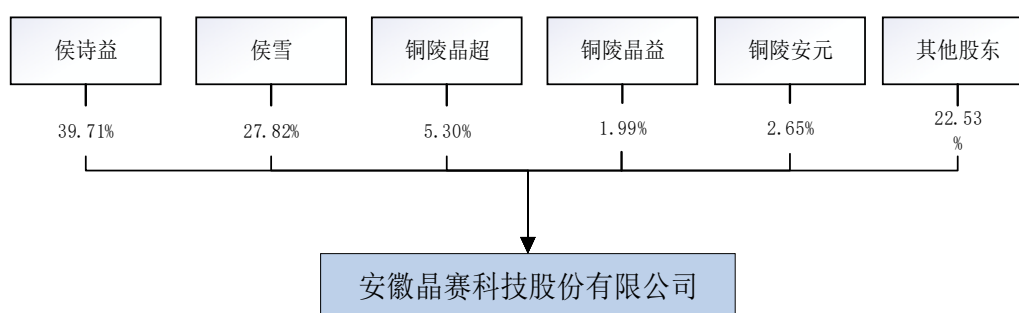 侯诗益
侯雪
铜陵晶超
铜陵晶益
铜陵安元
其他股东
39.71%
27.82%
5.30%
1.99%
2.65%
22.53
%
安徽晶赛科技股份有限公司